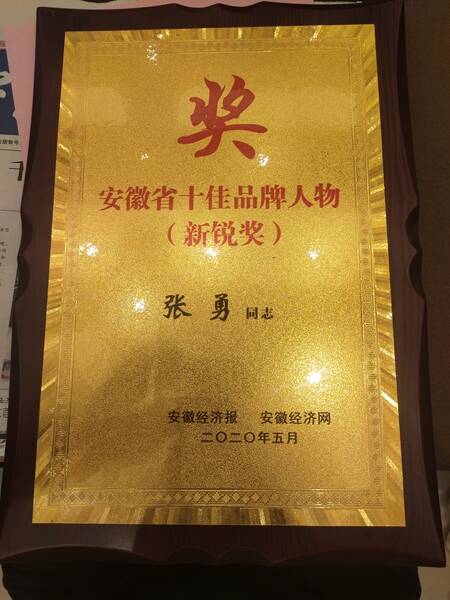 奖
安徽省十佳品牌人物
（新锐奖）
张勇 同志
安徽经济报 安徽经济网
二〇二〇年五月